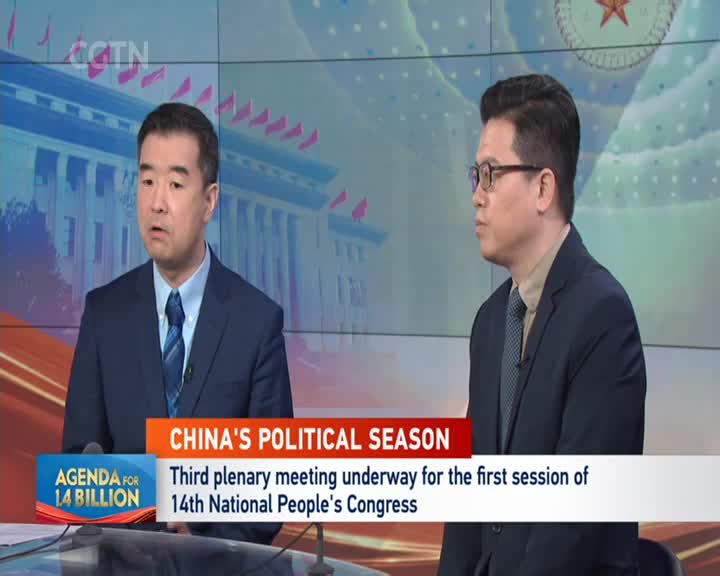 CGTN
CHINA'S POLITICAL SEASON
AGENDA FOR
1.4 BILLION
Third plenary meeting underway for the first session of
14th National People's Congress